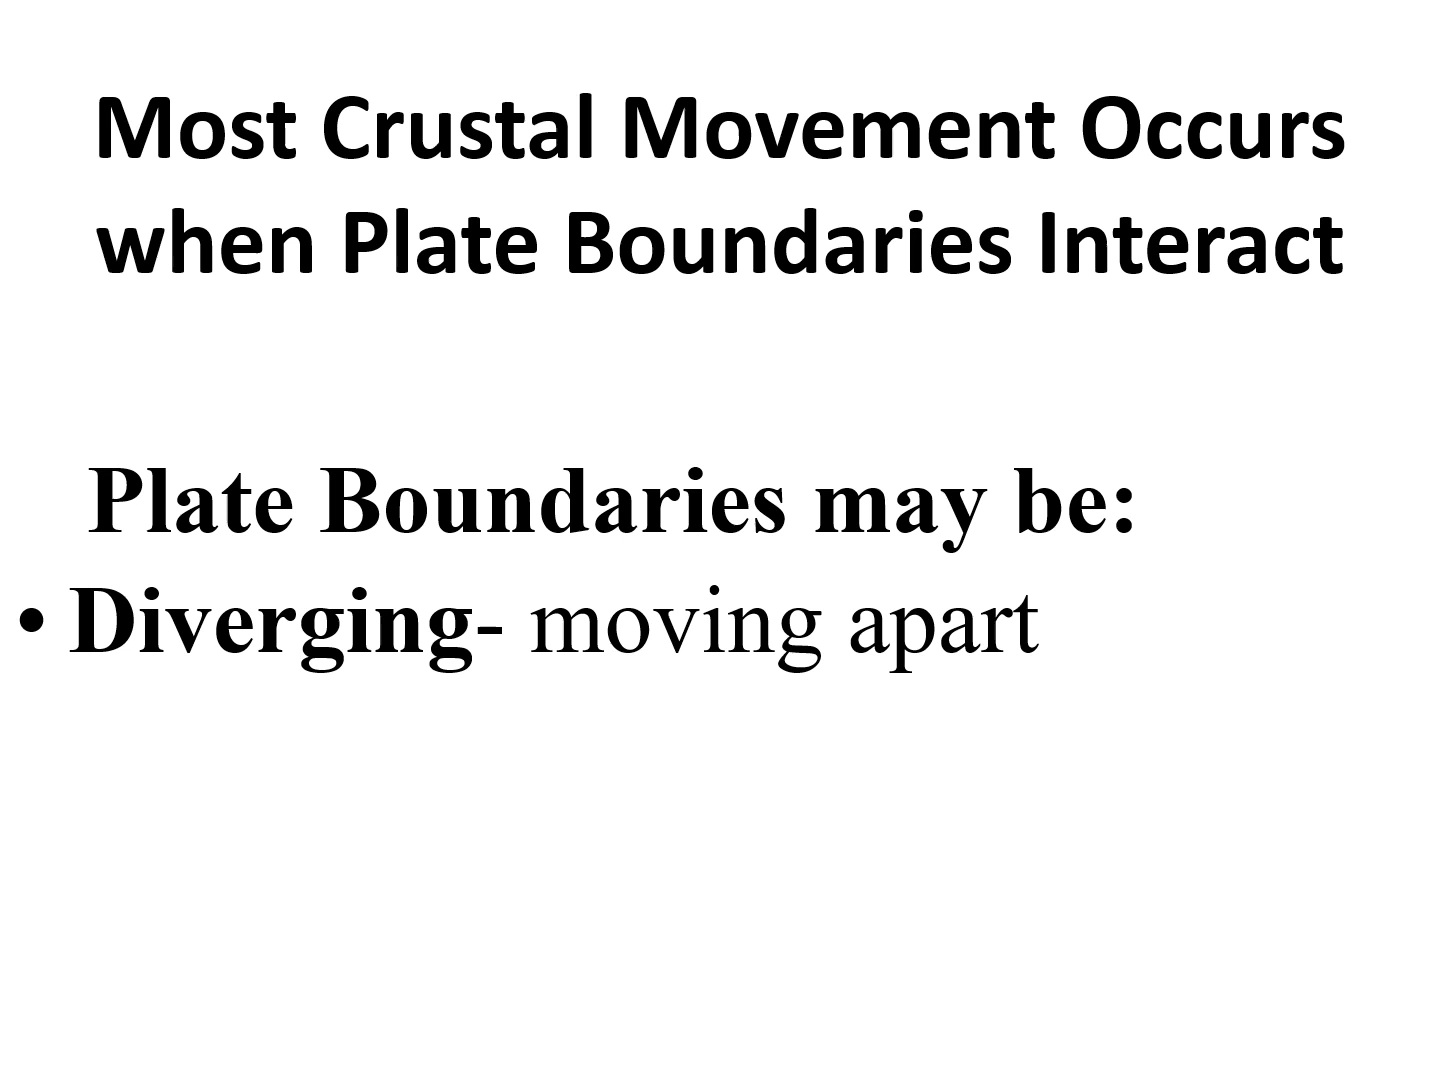 Most Crustal Movement Occurs
when Plate Boundaries Interact
Plate Boundaries may be:
• Diverging- moving apart